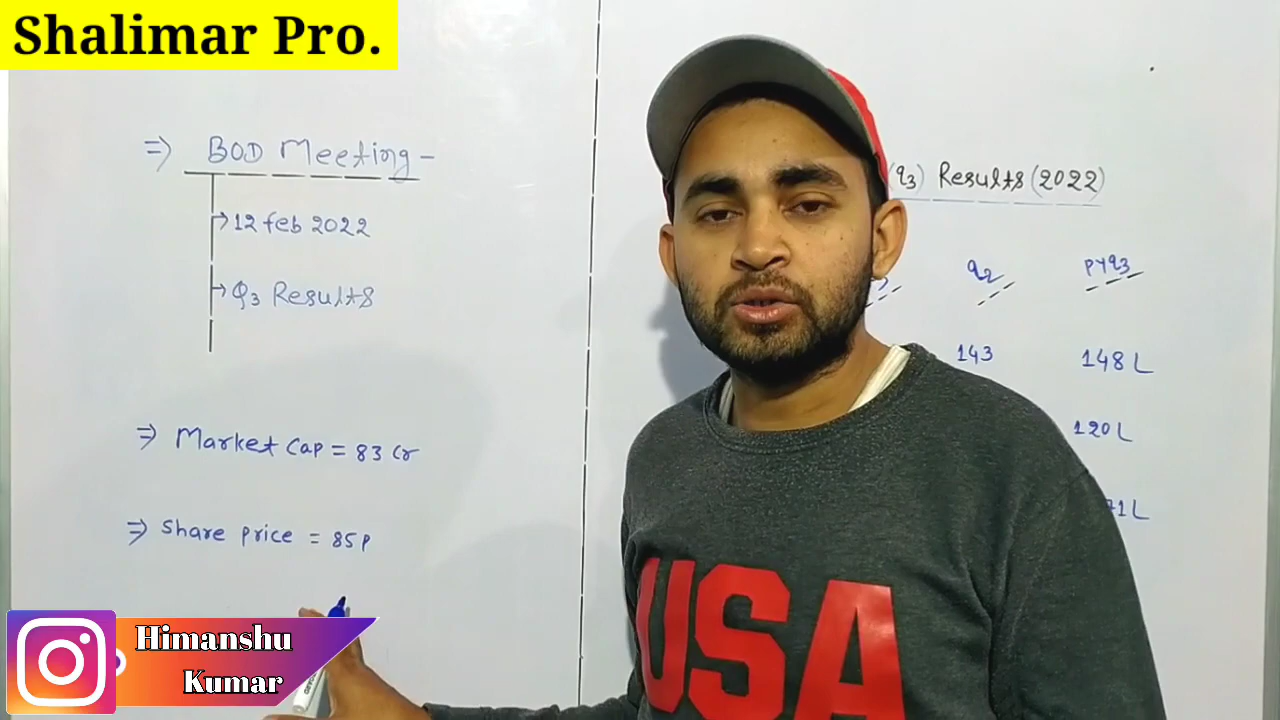 Shalimar Pro.
=> BOD Meeting -
→ 12 feb 2022
→ Q3 Results
=> Market Cap = 83 Cr
=> Share price = 85P
(q3) Results (2022)
q2 PYq3
143 148 L
120 L
71 L
USA
Himanshu
Kumar